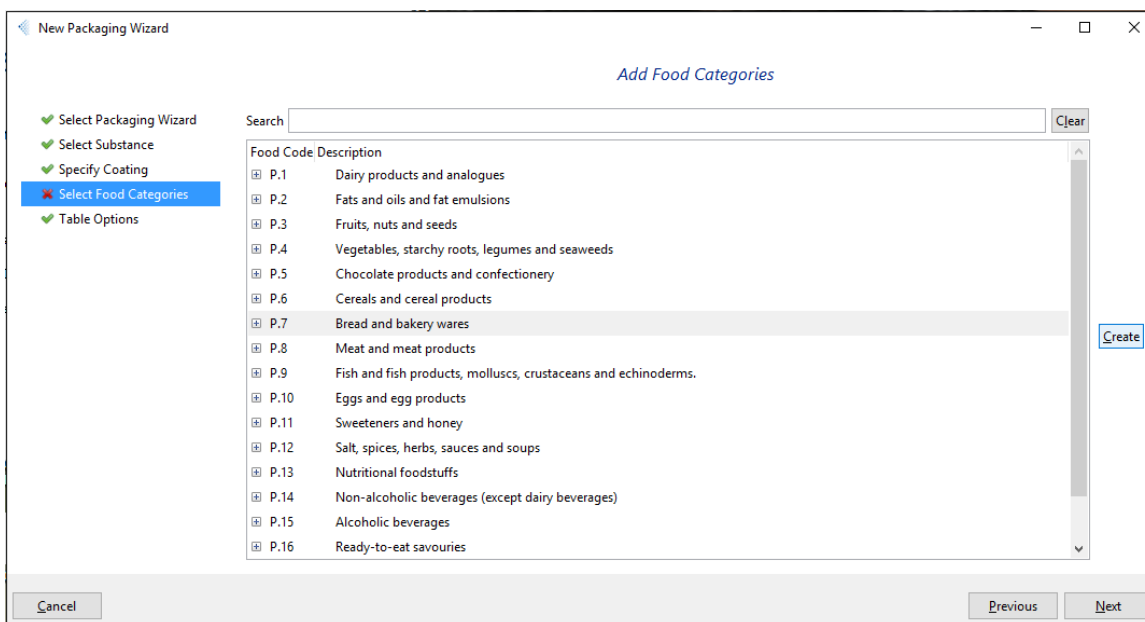 New Packaging Wizard
Add Food Categories
Select Packaging Wizard
Select Substance
Specify Coating
Select Food Categories
Table Options
Search
Clear
Food Code Description
P.1 Dairy products and analogues
P.2 Fats and oils and fat emulsions
P.3 Fruits, nuts and seeds
P.4 Vegetables, starchy roots, legumes and seaweeds
P.5 Chocolate products and confectionery
P.6 Cereals and cereal products
P.7 Bread and bakery wares
P.8 Meat and meat products
P.9 Fish and fish products, molluscs, crustaceans and echinoderms.
P.10 Eggs and egg products
P.11 Sweeteners and honey
P.12 Salt, spices, herbs, sauces and soups
P.13 Nutritional foodstuffs
P.14 Non-alcoholic beverages (except dairy beverages)
P.15 Alcoholic beverages
P.16 Ready-to-eat savouries
Create
Cancel
Previous
Next